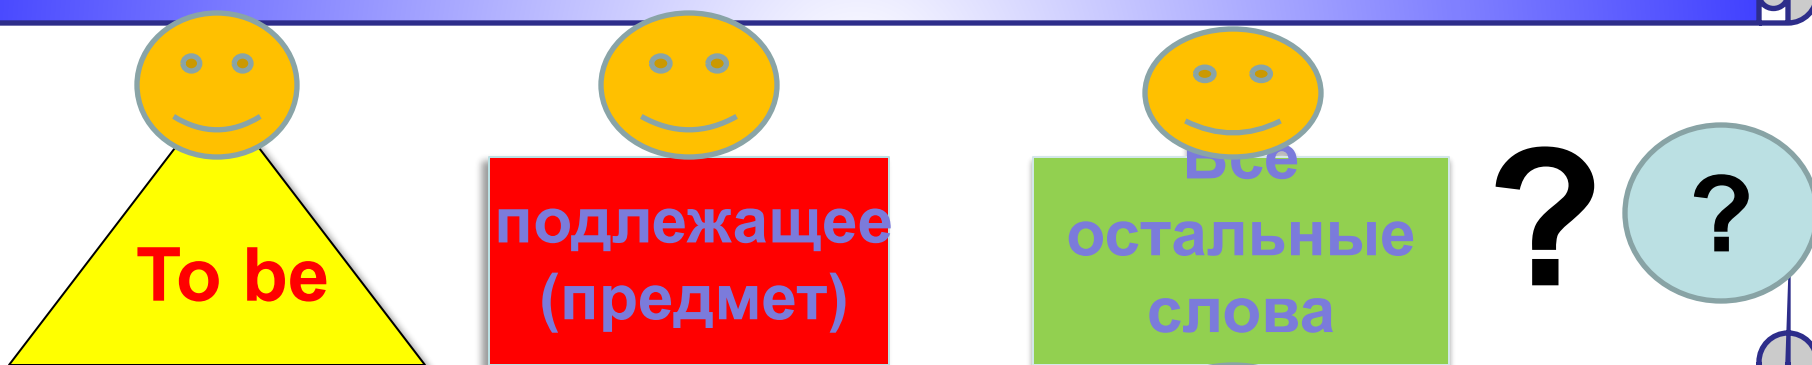 To be
подлежащее
(предмет)
Все
остальные
слова
?
?